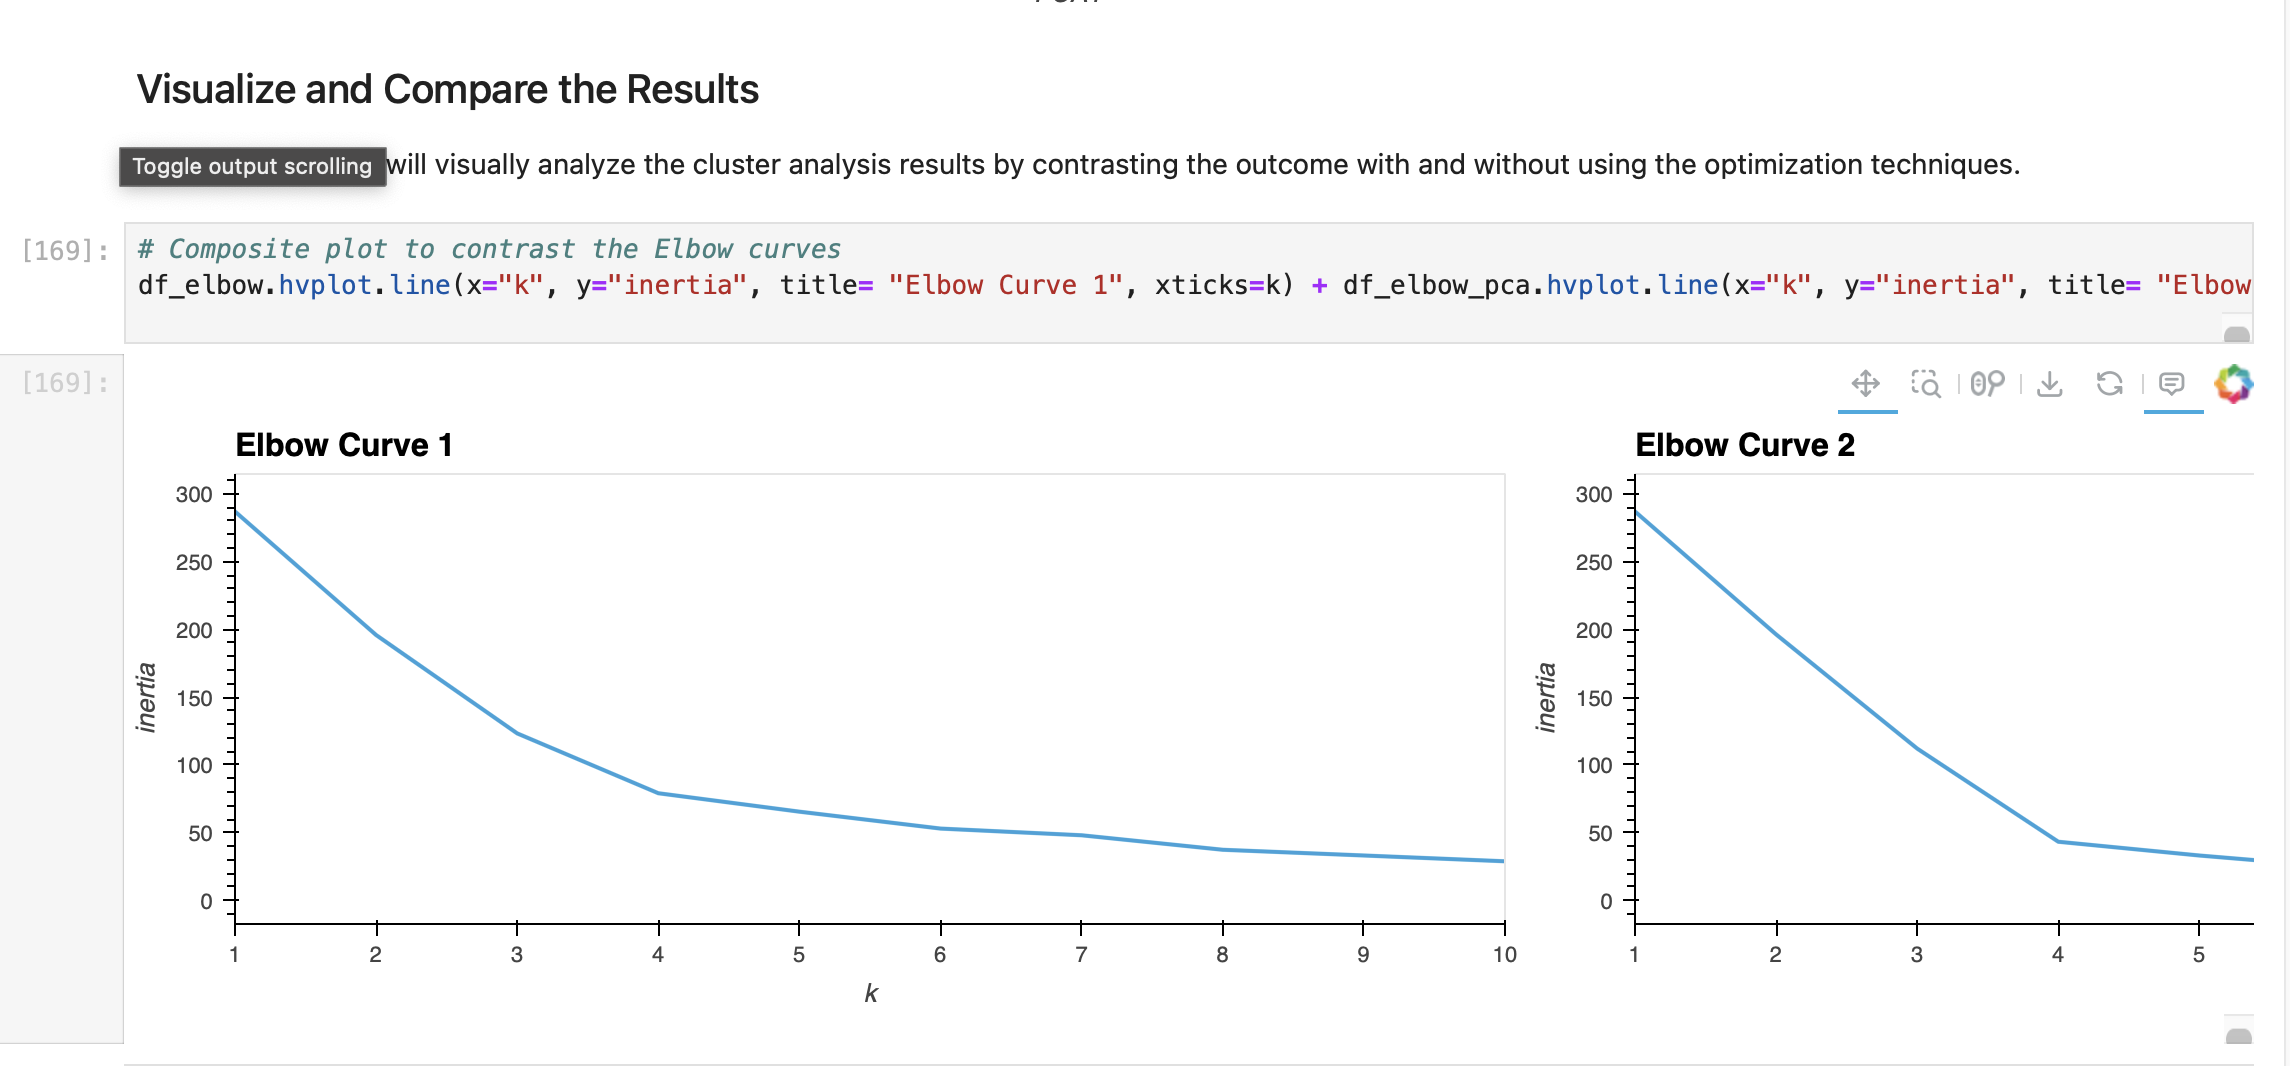 Visualize and Compare the Results
Toggle output scrolling will visually analyze the cluster analysis results by contrasting the outcome with and without using the optimization techniques.
[169]:
# Composite plot to contrast the Elbow curves
df_elbow.hvplot.line(x="k", y="inertia", title= "Elbow Curve 1", xticks=k) + df_elbow_pca.hvplot.line(x="k", y="inertia", title= "Elbow
[169]:
Elbow Curve 1
300
250
200
150
100
50
0
inertia
1 2 3 4 5 6 7 8 9 10
k
Elbow Curve 2
300
250
200
150
100
50
0
inertia
1 2 3 4 5